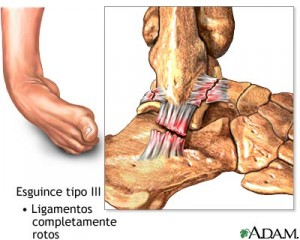 Esguince tipo III
• Ligamentos
completamente
rotos
ADAM.